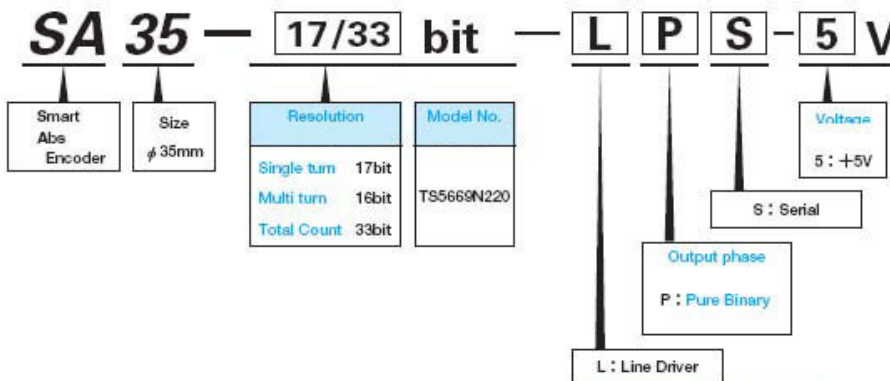 SA 35 — 17/33 bit — L P S - 5 V
Smart
Abs
Encoder
Size
φ 35mm
Resolution
Single turn 17bit
Multi turn 16bit
Total Count 33bit
Model No.
TS5669N220
Voltage
5 : +5V
S : Serial
Output phase
P : Pure Binary
L : Line Driver